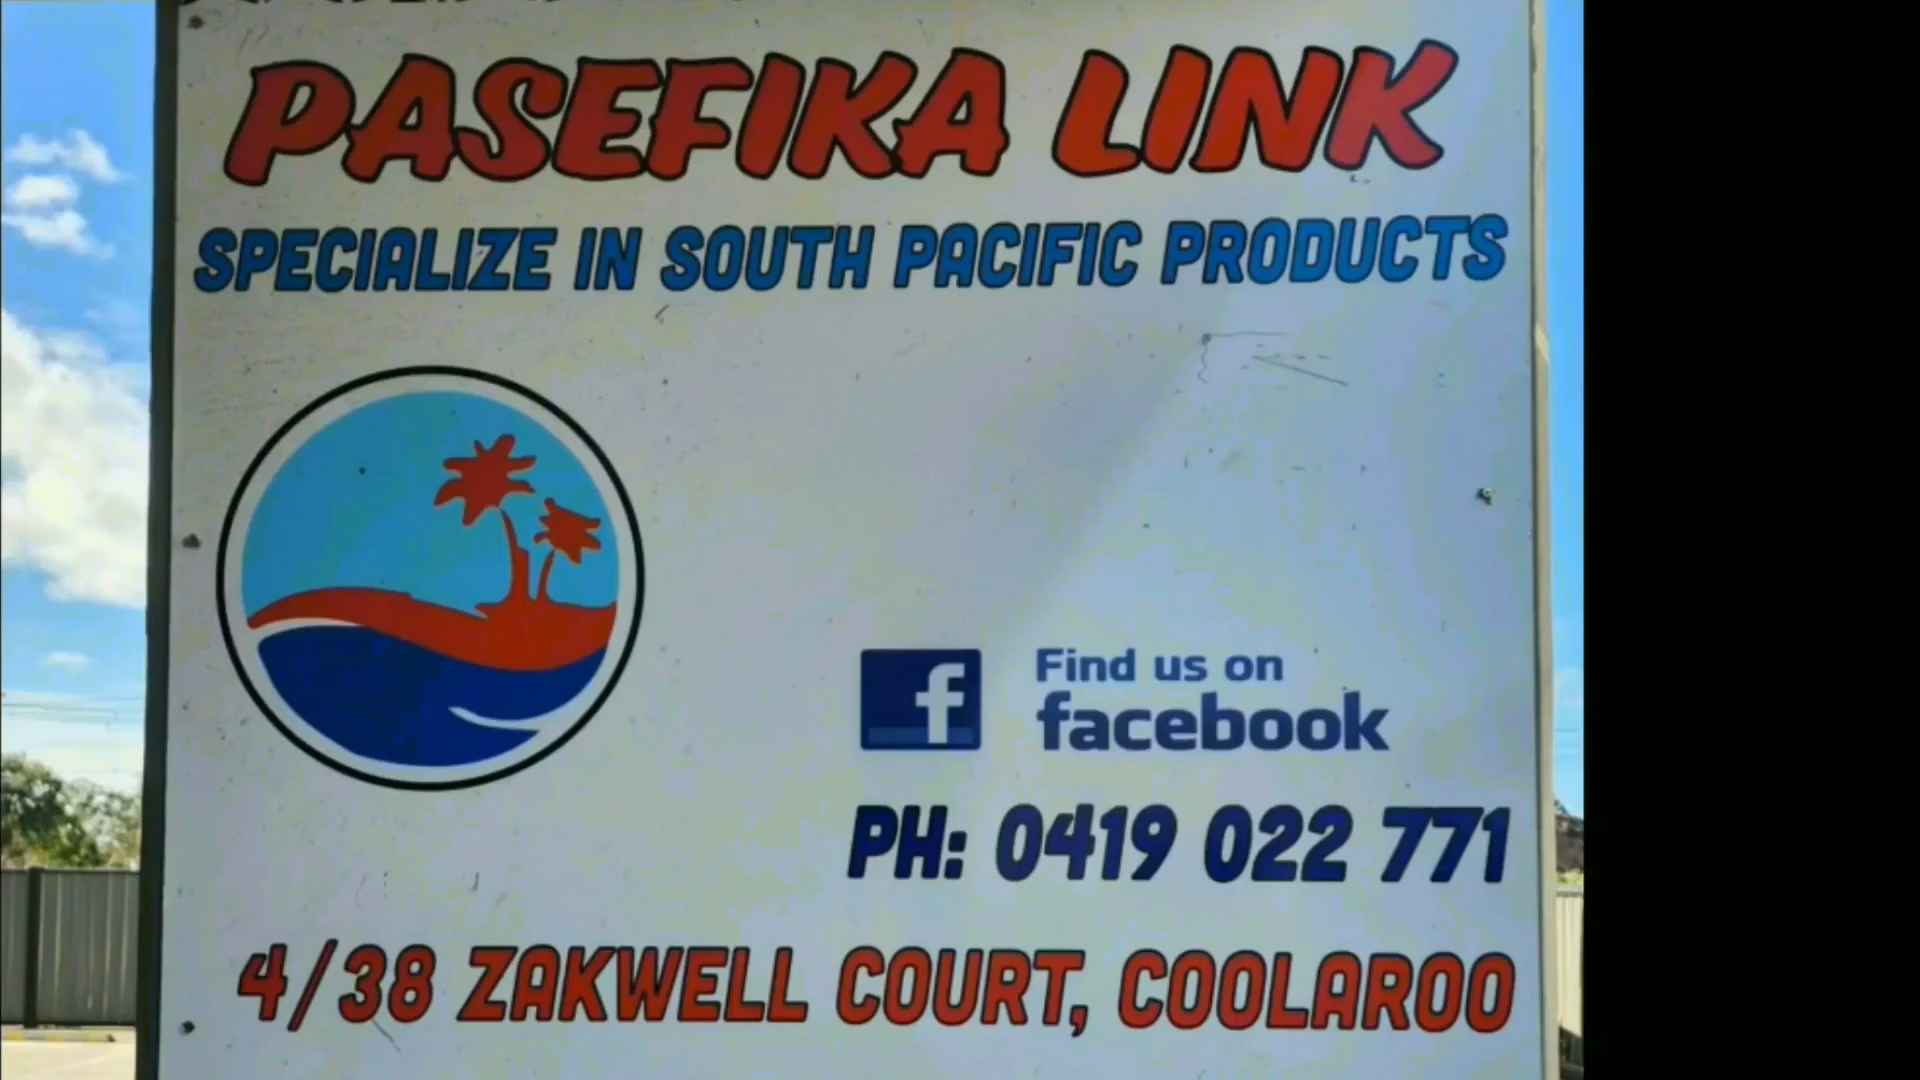 PASEFIKA LINK
SPECIALIZE IN SOUTH PACIFIC PRODUCTS
f
Find us on
facebook
PH: 0419 022 771
4/38 ZAKWELL COURT, COOLAROO